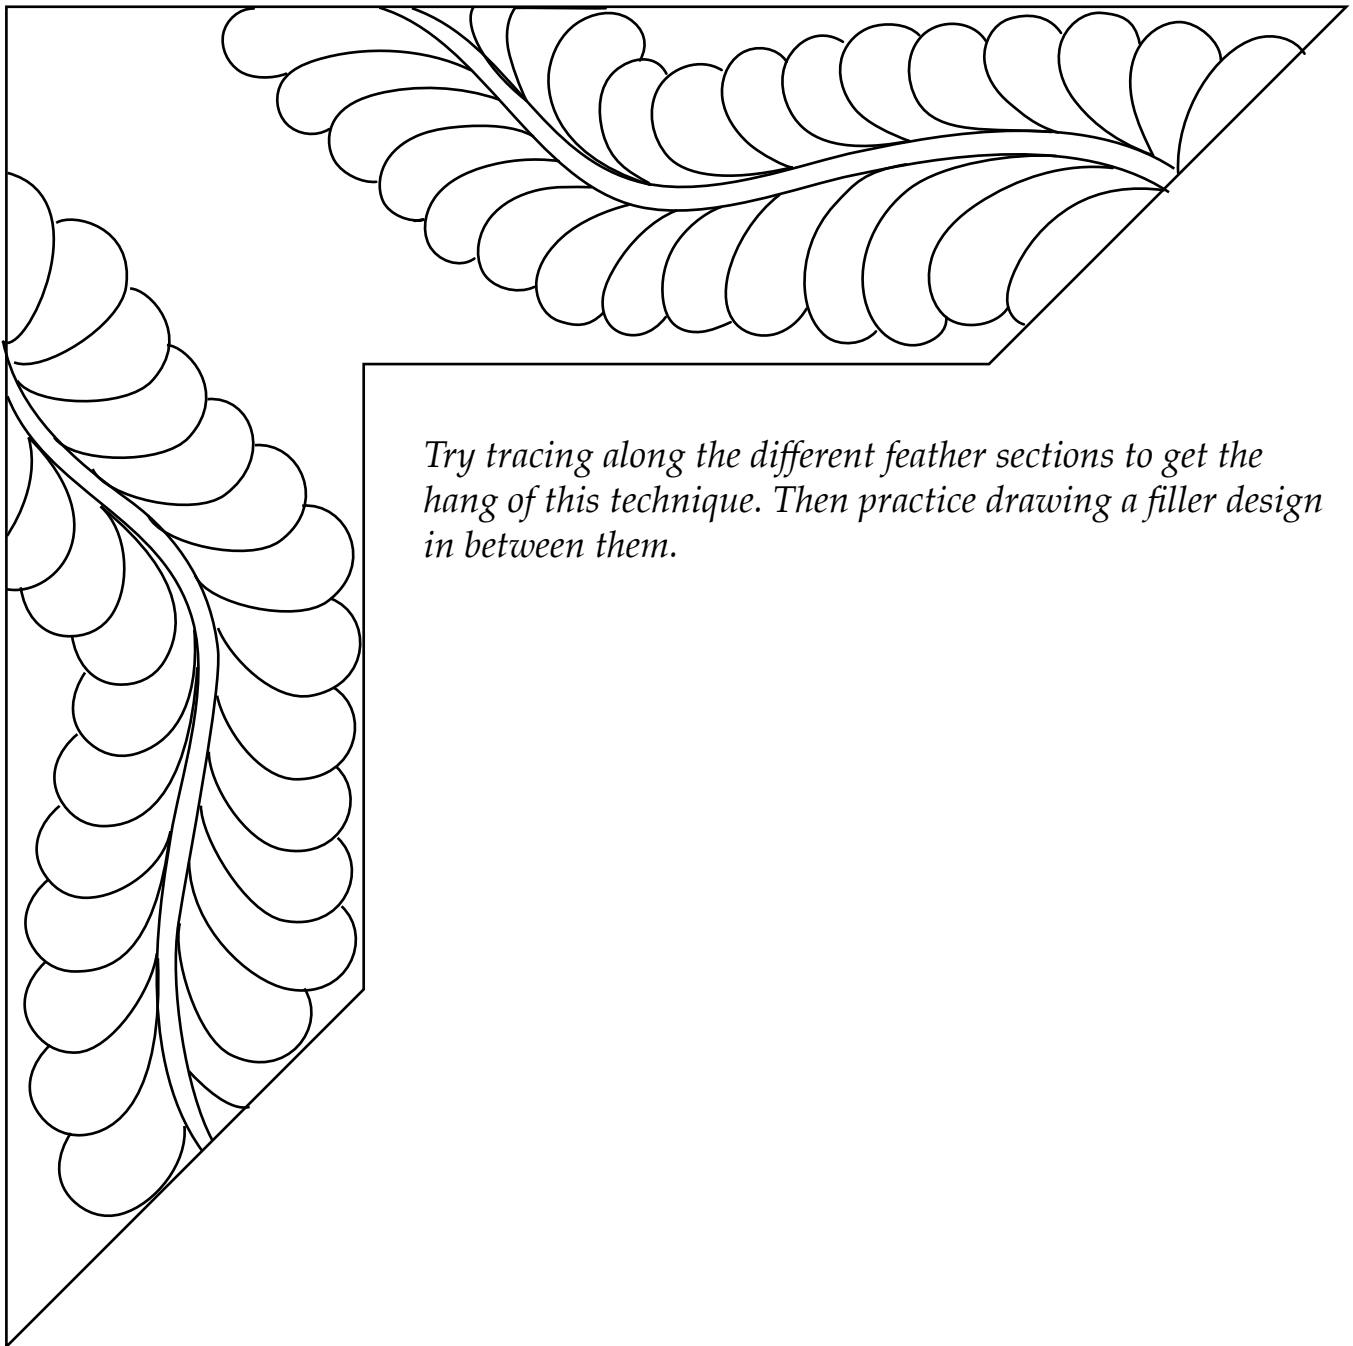 Try tracing along the different feather sections to get the
hang of this technique. Then practice drawing a filler design
in between them.